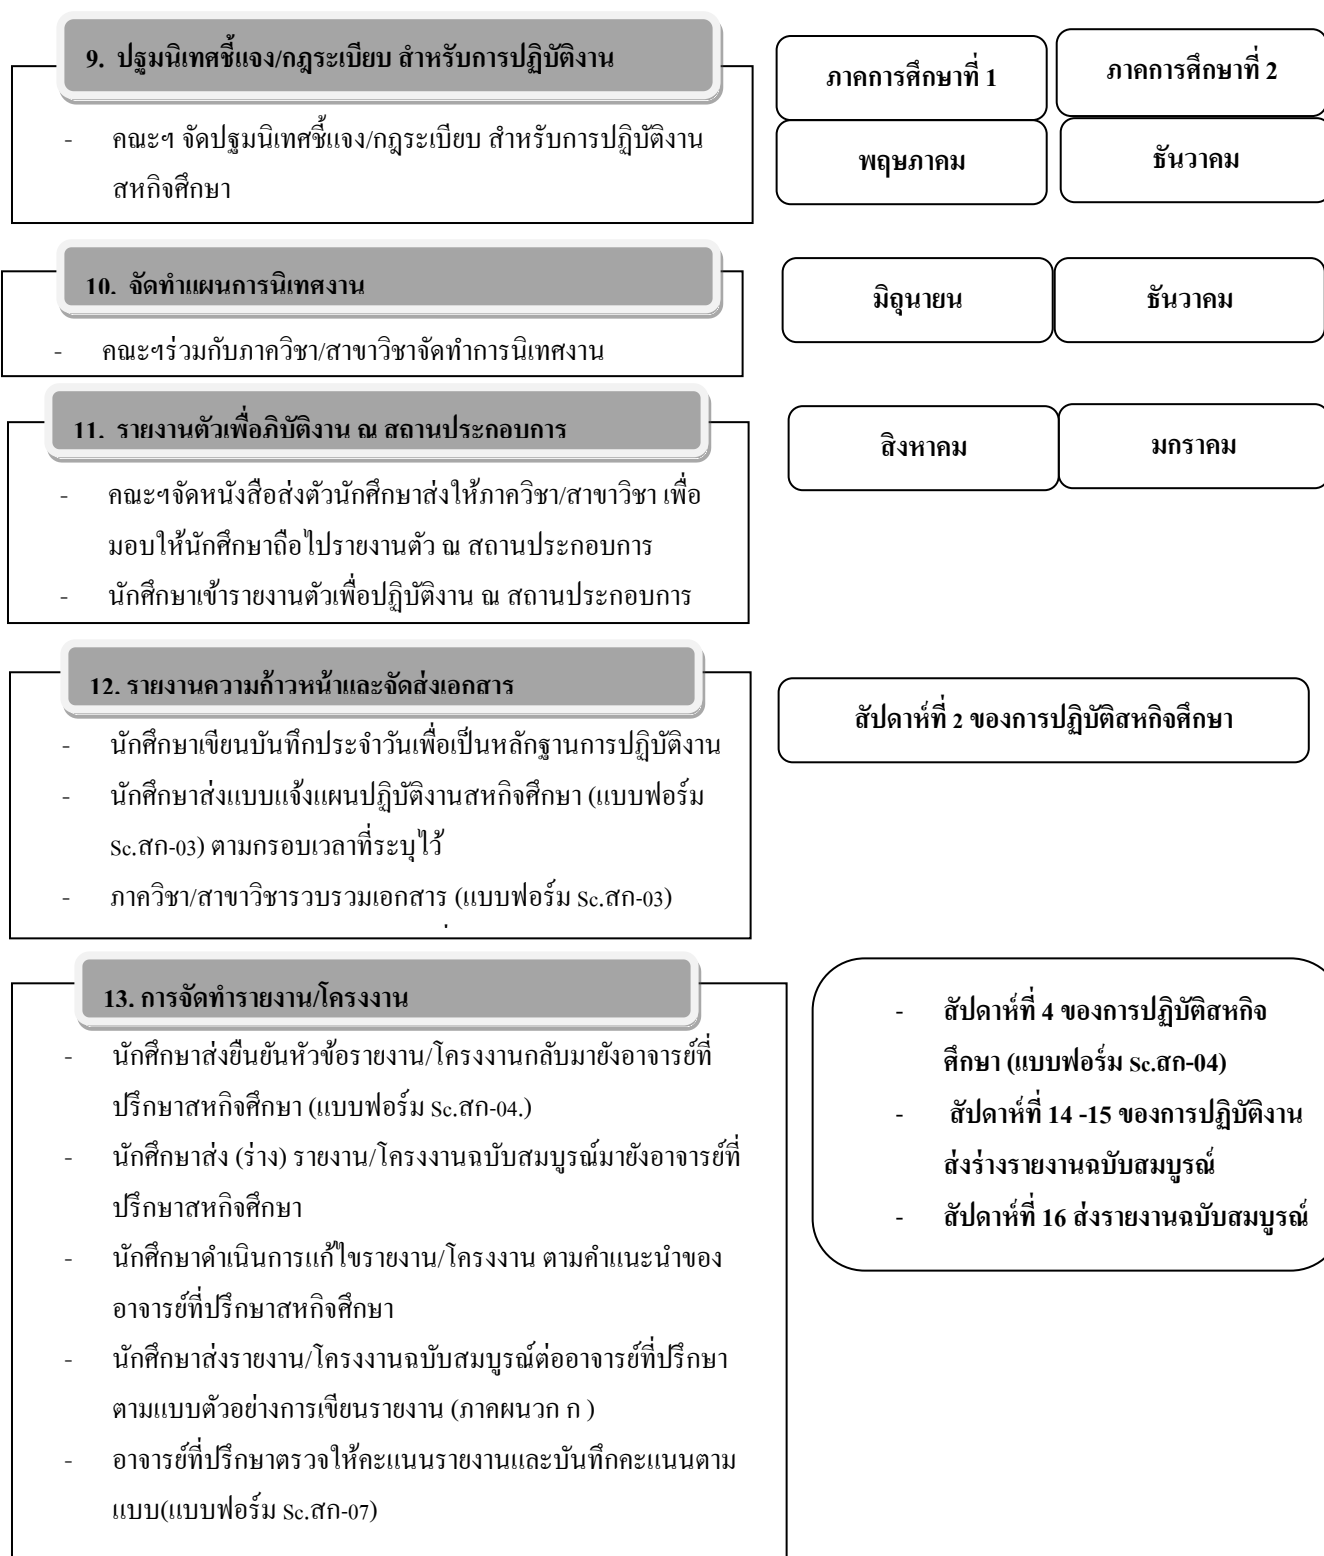 9. ปฐมนิเทศชี้แจง/กฎระเบียบ สำหรับการปฏิบัติงาน
ภาคการศึกษาที่ 1
ภาคการศึกษาที่ 2
- คณะฯ จัดปฐมนิเทศชี้แจง/กฎระเบียบ สำหรับการปฏิบัติงาน
สหกิจศึกษา
พฤษภาคม
ธันวาคม
10. จัดทำแผนการนิเทศงาน
มิถุนายน
ธันวาคม
- คณะฯร่วมกับภาควิชา/สาขาวิชาจัดทำการนิเทศงาน
11. รายงานตัวเพื่อภิบัติงาน ณ สถานประกอบการ
สิงหาคม
มกราคม
- คณะฯจัดหนังสือส่งตัวนักศึกษาส่งให้ภาควิชา/สาขาวิชา เพื่อ
มอบให้นักศึกษาถือไปรายงานตัว ณ สถานประกอบการ
- นักศึกษาเข้ารายงานตัวเพื่อปฏิบัติงาน ณ สถานประกอบการ
12. รายงานความก้าวหน้าและจัดส่งเอกสาร
สัปดาห์ที่ 2 ของการปฏิบัติสหกิจศึกษา
- นักศึกษาเขียนบันทึกประจำวันเพื่อเป็นหลักฐานการปฏิบัติงาน
- นักศึกษาส่งแบบแจ้งแผนปฏิบัติงานสหกิจศึกษา (แบบฟอร์ม
Sc.สก-03) ตามกรอบเวลาที่ระบุไว้
- ภาควิชา/สาขาวิชารวบรวมเอกสาร (แบบฟอร์ม Sc.สก-03)
13. การจัดทำรายงาน/โครงงาน
- นักศึกษาส่งยืนยันหัวข้อรายงาน/โครงงานกลับมายังอาจารย์ที่
ปรึกษาสหกิจศึกษา (แบบฟอร์ม Sc.สก-04.)
- นักศึกษาส่ง (ร่าง) รายงาน/โครงงานฉบับสมบูรณ์มายังอาจารย์ที่
ปรึกษาสหกิจศึกษา
- นักศึกษาดำเนินการแก้ไขรายงาน/โครงงาน ตามคำแนะนำของ
อาจารย์ที่ปรึกษาสหกิจศึกษา
- นักศึกษาส่งรายงาน/โครงงานฉบับสมบูรณ์ต่ออาจารย์ที่ปรึกษา
ตามแบบตัวอย่างการเขียนรายงาน (ภาคผนวก ก )
- อาจารย์ที่ปรึกษาตรวจให้คะแนนรายงานและบันทึกคะแนนตาม
แบบ(แบบฟอร์ม Sc.สก-07)
- สัปดาห์ที่ 4 ของการปฏิบัติสหกิจ
ศึกษา (แบบฟอร์ม Sc.สก-04)
- สัปดาห์ที่ 14 -15 ของการปฏิบัติงาน
ส่งร่างรายงานฉบับสมบูรณ์
- สัปดาห์ที่ 16 ส่งรายงานฉบับสมบูรณ์